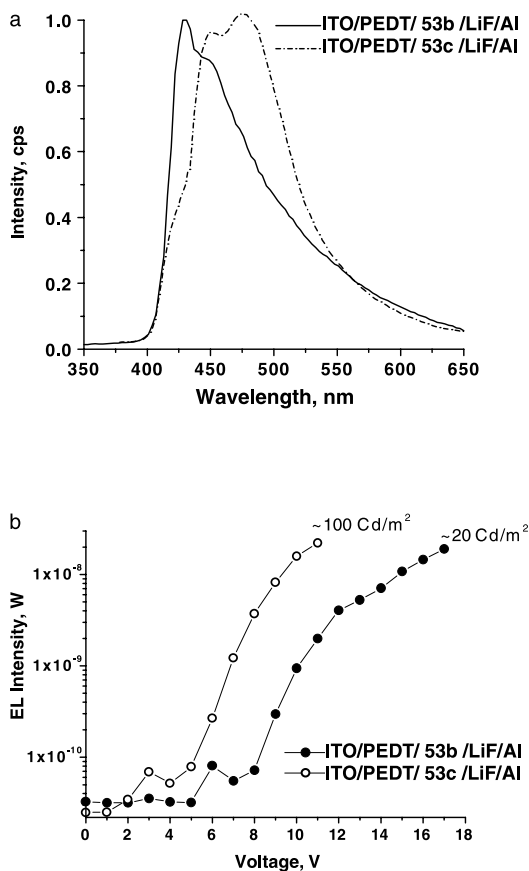 a
ITO/PEDT/ 53b /LiF/Al
ITO/PEDT/ 53c /LiF/Al
Intensity, cps
1.0
0.8
0.6
0.4
0.2
0.0
350 400 450 500 550 600 650
Wavelength, nm
b
~100 Cd/m²
~20 Cd/m²
EL Intensity, W
1x10⁻⁸
1x10⁻⁹
1x10⁻¹⁰
ITO/PEDT/ 53b /LiF/Al
ITO/PEDT/ 53c /LiF/Al
0 2 4 6 8 10 12 14 16 18
Voltage, V